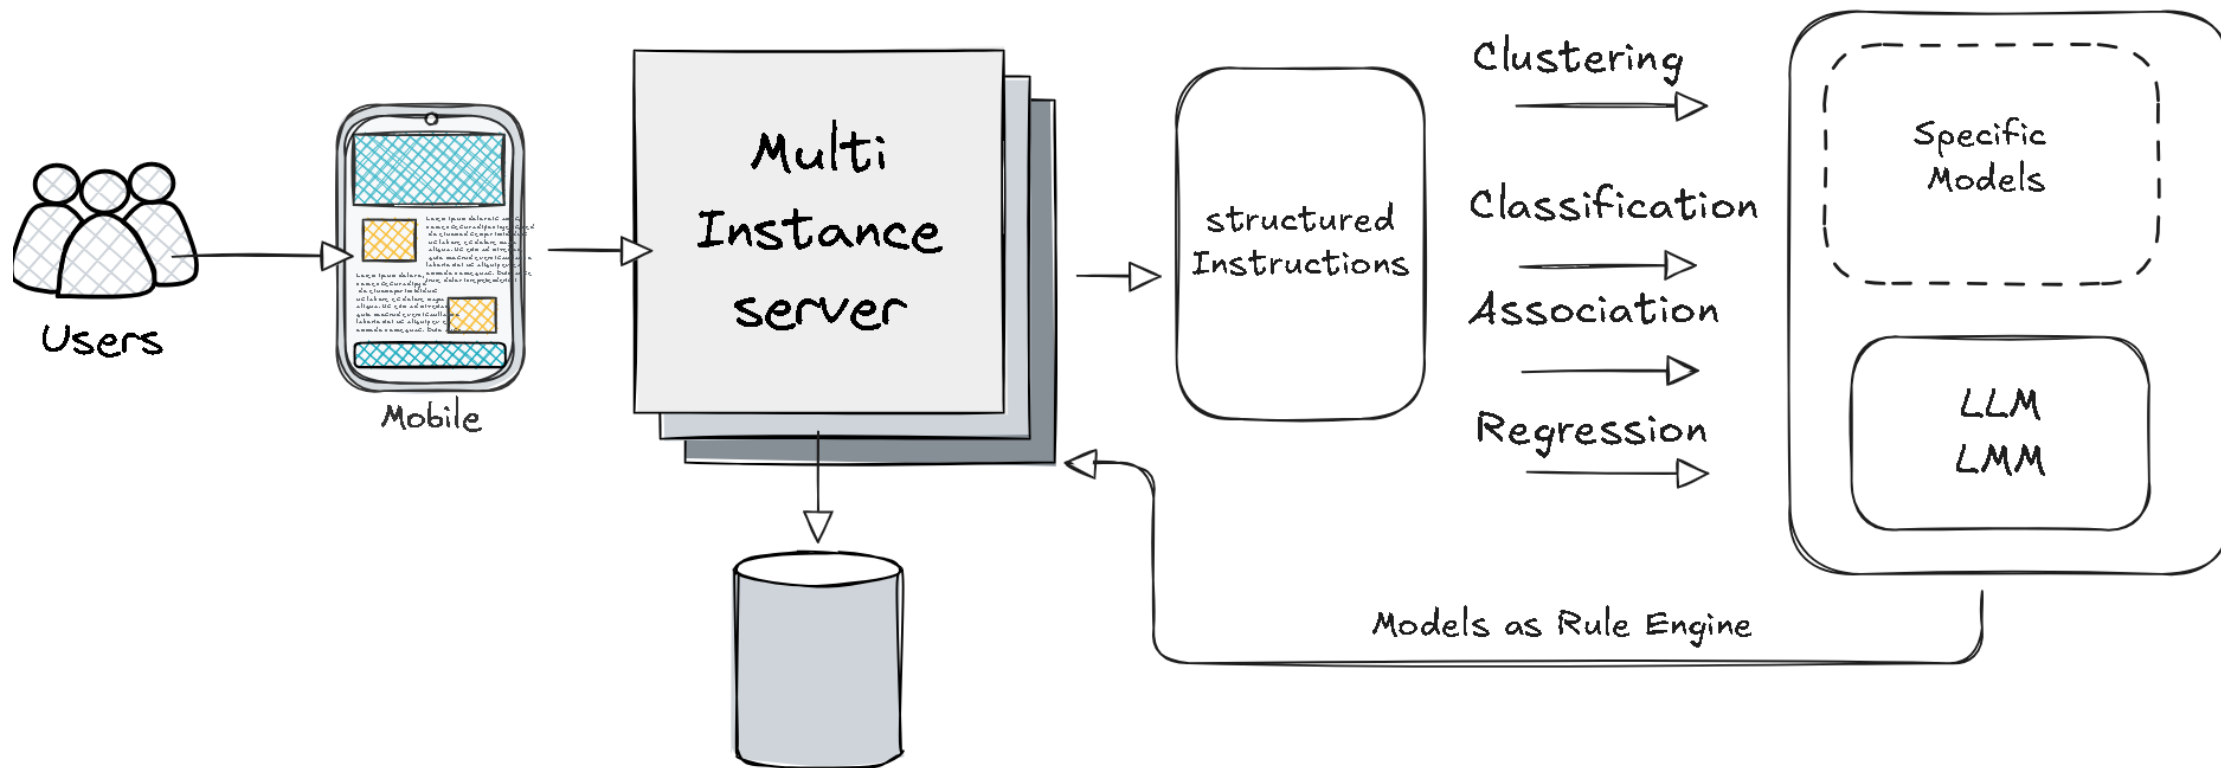 Users
Mobile
Multi
Instance
server
structured
Instructions
Clustering
Classification
Association
Regression
Specific
Models
LLM
LMM
Models as Rule Engine